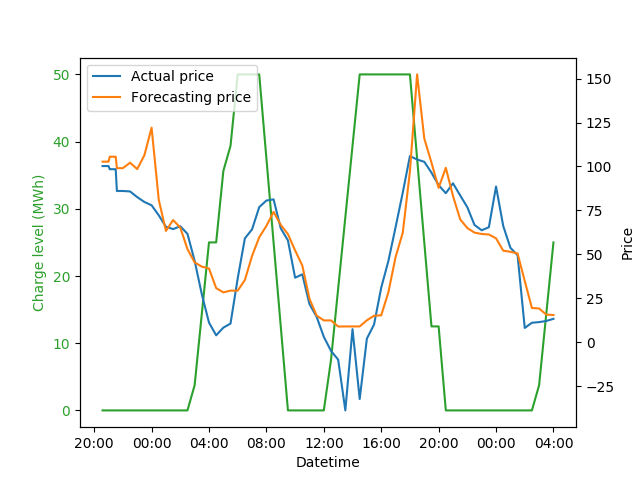 Actual price
Forecasting price
50
40
30
20
10
0
Charge level (MWh)
150
125
100
75
50
25
0
−25
Price
20:00 00:00 04:00 08:00 12:00 16:00 20:00 00:00 04:00
Datetime